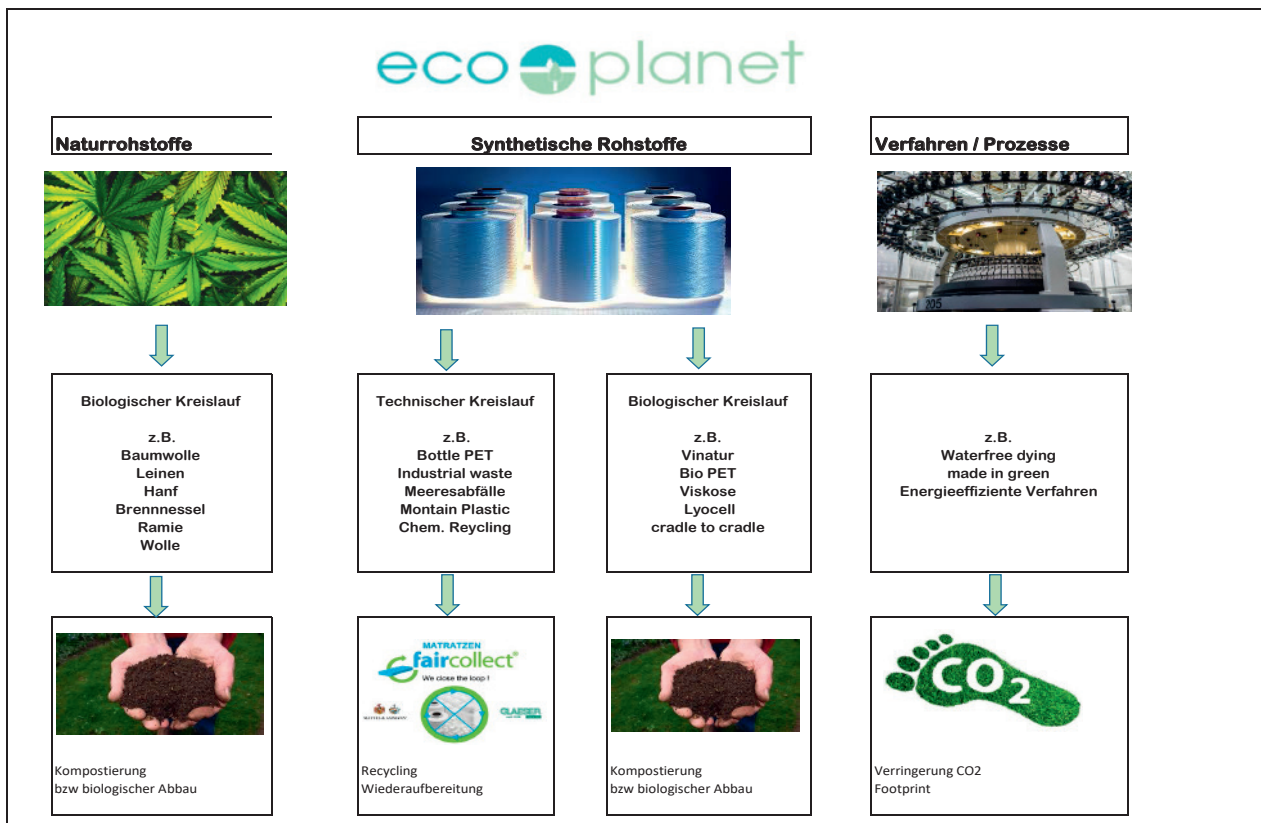 eco planet
Naturrohstoffe
Synthetische Rohstoffe
Verfahren / Prozesse
205
Biologischer Kreislauf
z.B.
Baumwolle
Leinen
Hanf
Brennnessel
Ramie
Wolle
Technischer Kreislauf
z.B.
Bottle PET
Industrial waste
Meeresabfälle
Montain Plastic
Chem. Reycling
Biologischer Kreislauf
z.B.
Vinatur
Bio PET
Viskose
Lyocell
cradle to cradle
z.B.
Waterfree dying
made in green
Energieeffiziente Verfahren
Kompostierung
bzw biologischer Abbau
MATRATZEN
faircollect®
We close the loop !
Recycling
Wiederaufbereitung
Kompostierung
bzw biologischer Abbau
CO2
Verringerung CO2
Footprint